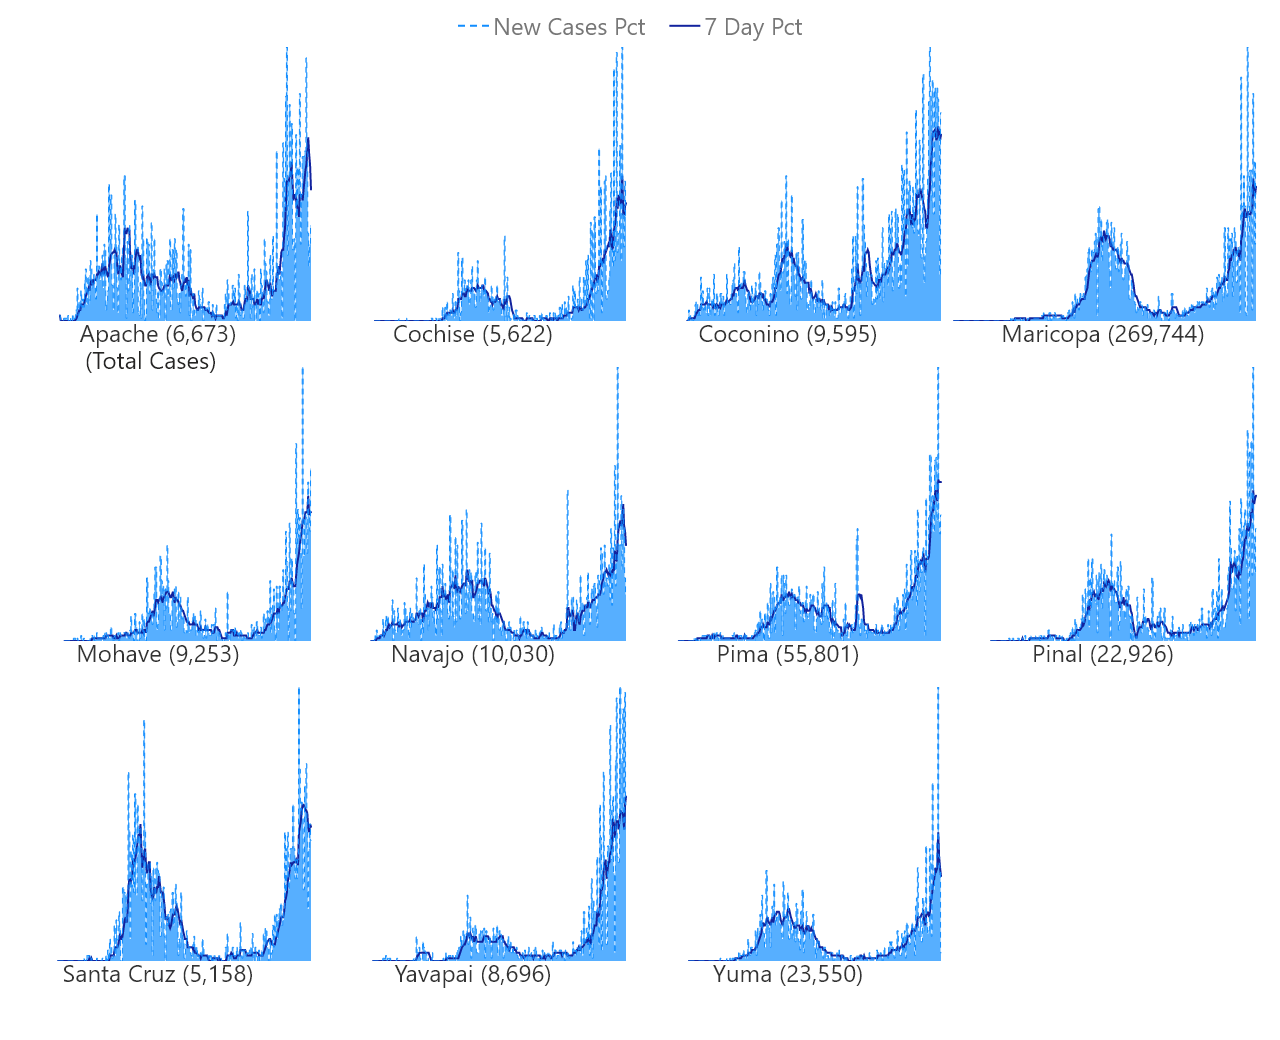 New Cases Pct 7 Day Pct
Apache (6,673) Cochise (5,622) Coconino (9,595) Maricopa (269,744)
(Total Cases)
Mohave (9,253) Navajo (10,030) Pima (55,801) Pinal (22,926)
Santa Cruz (5,158) Yavapai (8,696) Yuma (23,550)